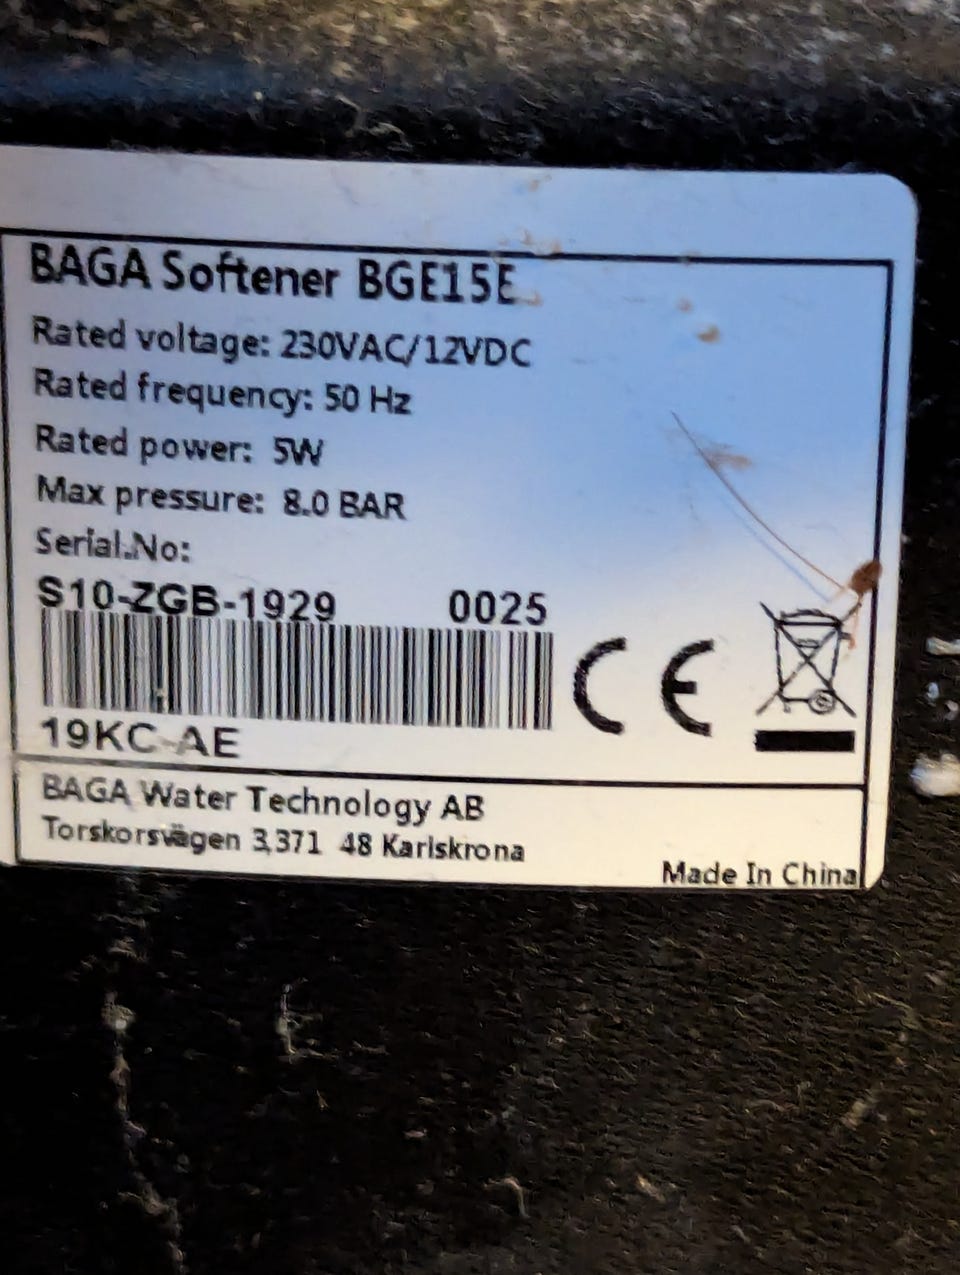 BAGA Softener BGE15E
Rated voltage: 230VAC/12VDC
Rated frequency: 50 Hz
Rated power: 5W
Max pressure: 8.0 BAR
Serial.No:
S10-ZGB-1929 0025
CE
19KC-AE
BAGA Water Technology AB
Torskorsvägen 3,371 48 Karlskrona
Made In China